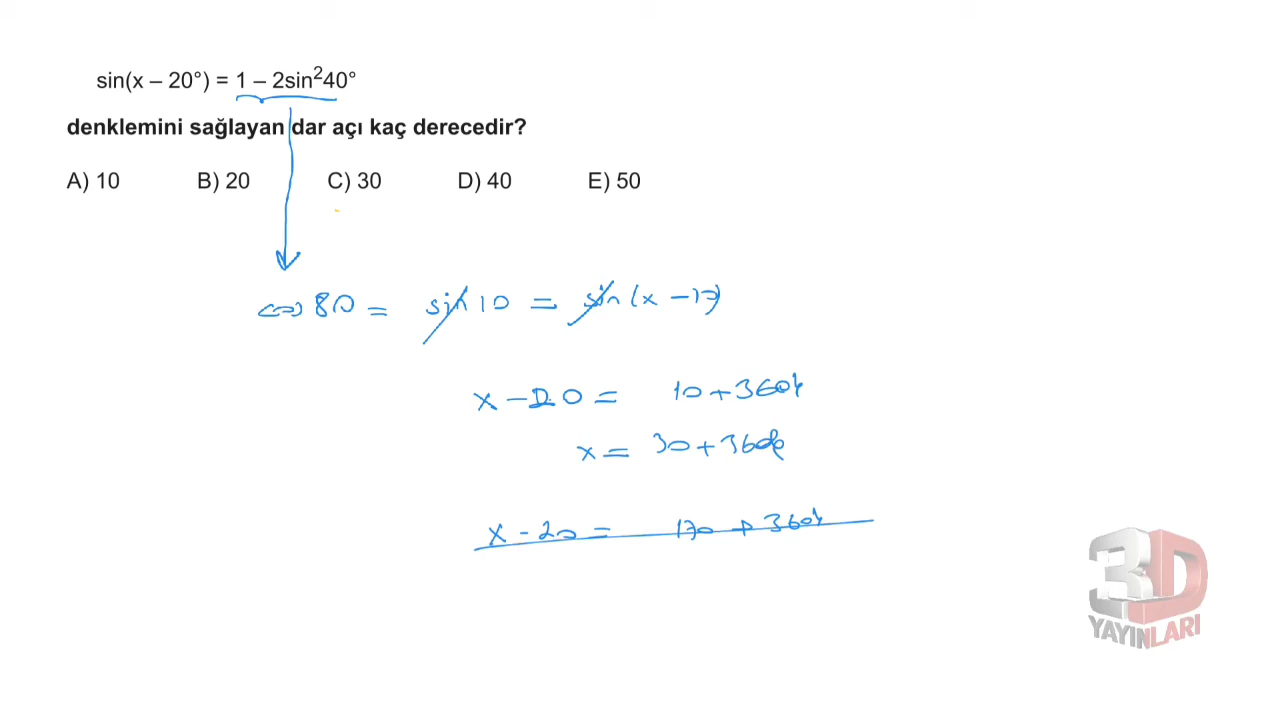 sin(x – 20°) = 1 – 2sin²40°
denklemini sağlayan dar açı kaç derecedir?
A) 10 B) 20 C) 30 D) 40 E) 50
cos 80 = sin 10 = sin(x – 
x – 20 = 10 + 360k
x = 30 + 360k
x – 20 = 170 + 360k
3D
YAYINLARI